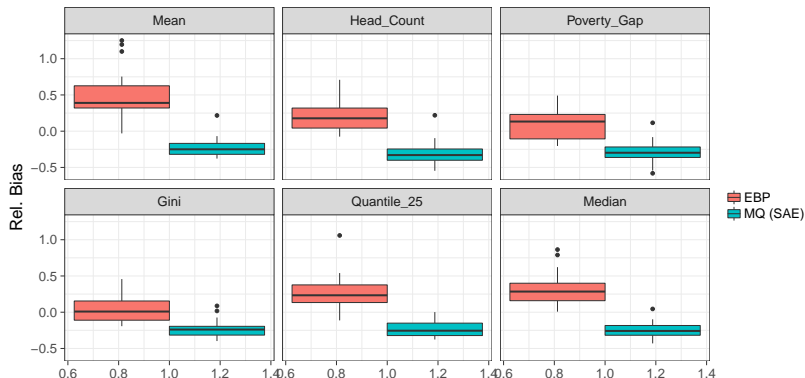 Mean Head_Count Poverty_Gap
1.0
0.5
0.0
−0.5
Rel. Bias
EBP
MQ (SAE)
Gini Quantile_25 Median
1.0
0.5
0.0
−0.5
0.6 0.8 1.0 1.2 1.4 0.6 0.8 1.0 1.2 1.4 0.6 0.8 1.0 1.2 1.4